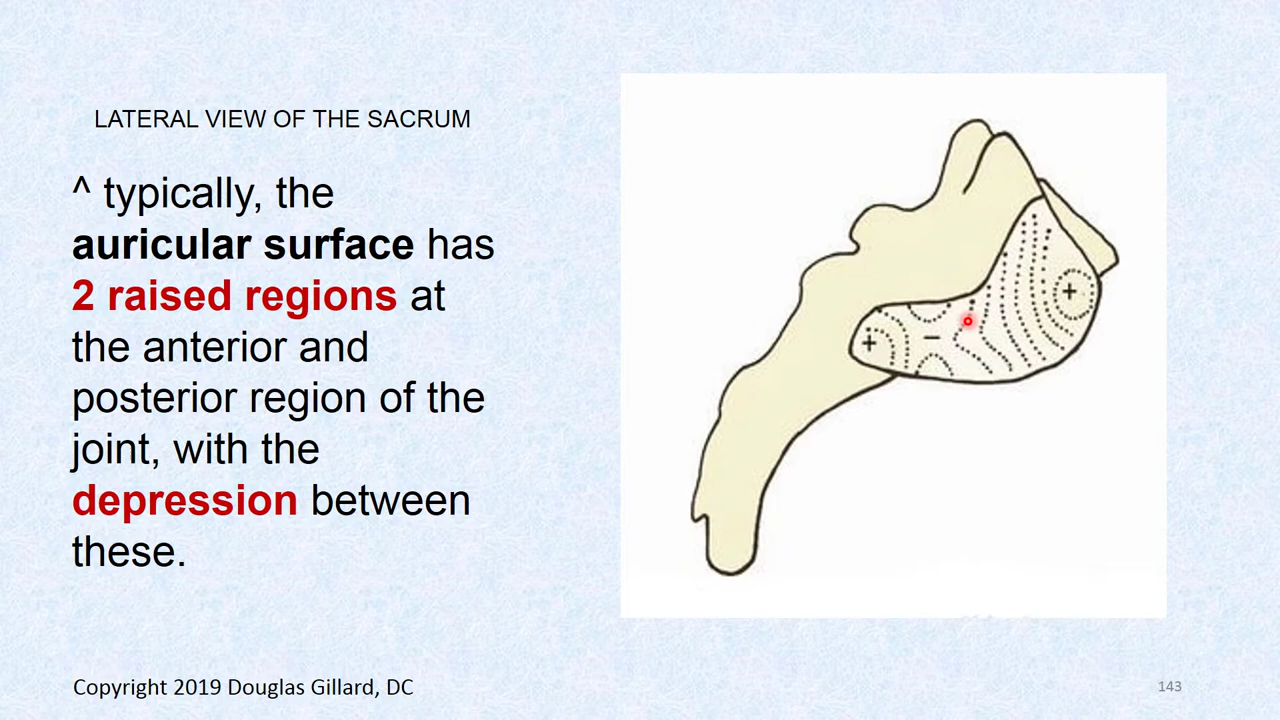 LATERAL VIEW OF THE SACRUM
^ typically, the
auricular surface has
2 raised regions at
the anterior and
posterior region of the
joint, with the
depression between
these.
+
+
−
Copyright 2019 Douglas Gillard, DC
143